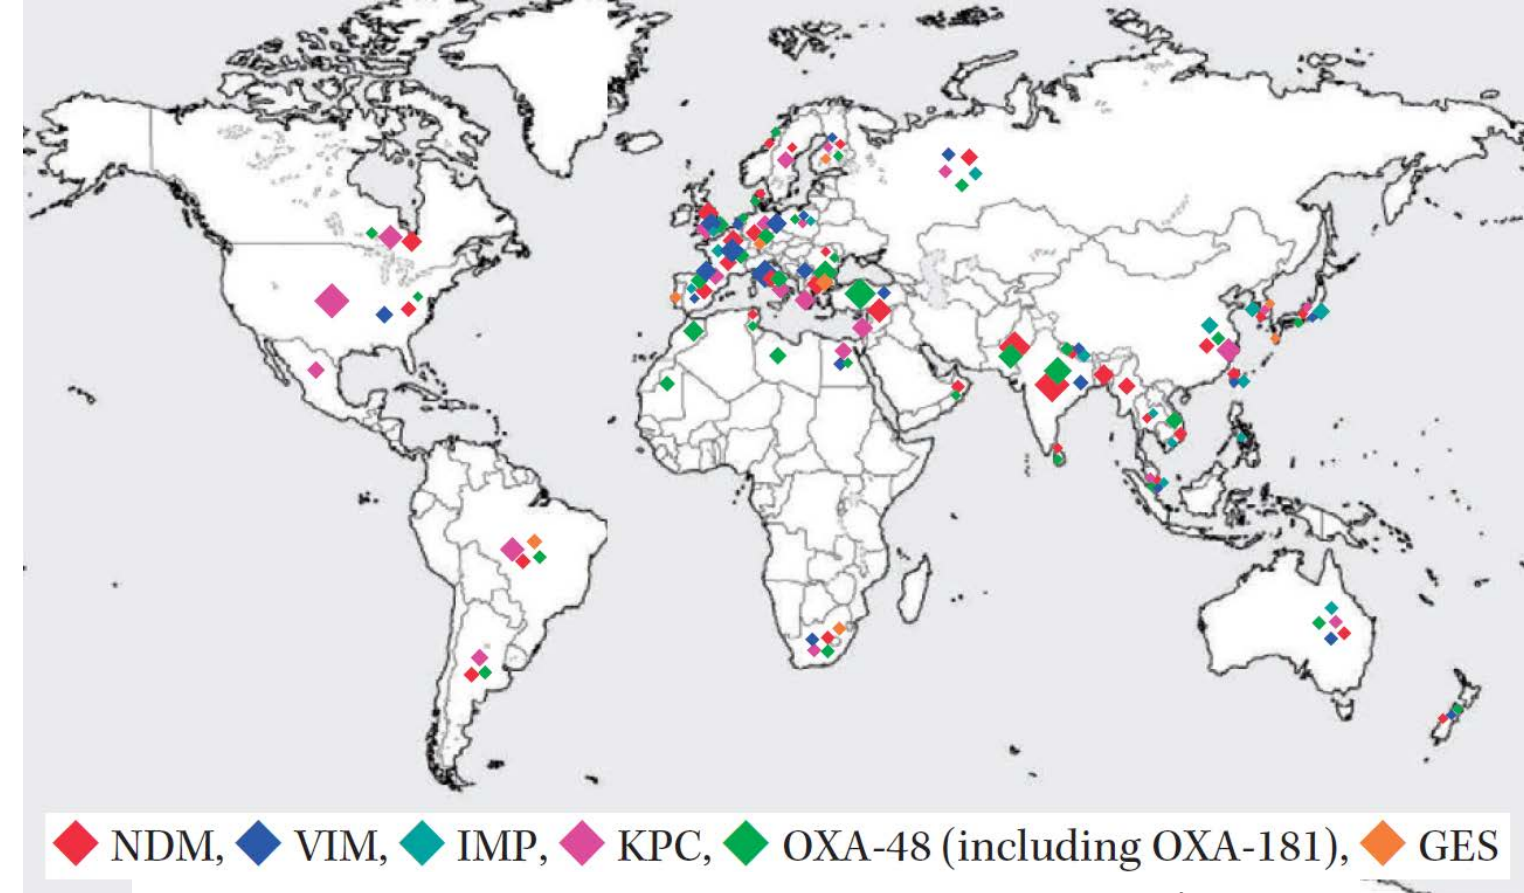 NDM, VIM, IMP, KPC, OXA-48 (including OXA-181), GES